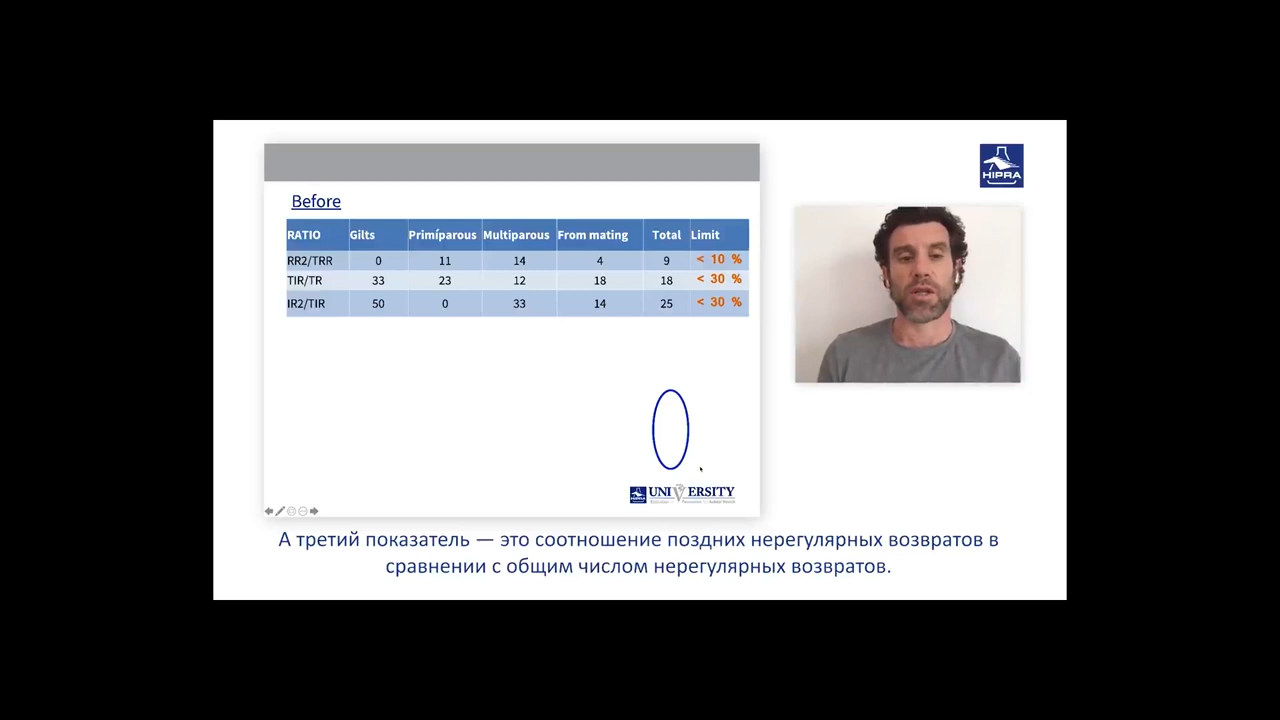 HIPRA
Before
RATIO Gilts Primíparous Multiparous From mating Total Limit
RR2/TRR 0 11 14 4 9 < 10 %
TIR/TR 33 23 12 18 18 < 30 %
IR2/TIR 50 0 33 14 25 < 30 %
UNIVERSITY
А третий показатель — это соотношение поздних нерегулярных возвратов в
сравнении с общим числом нерегулярных возвратов.